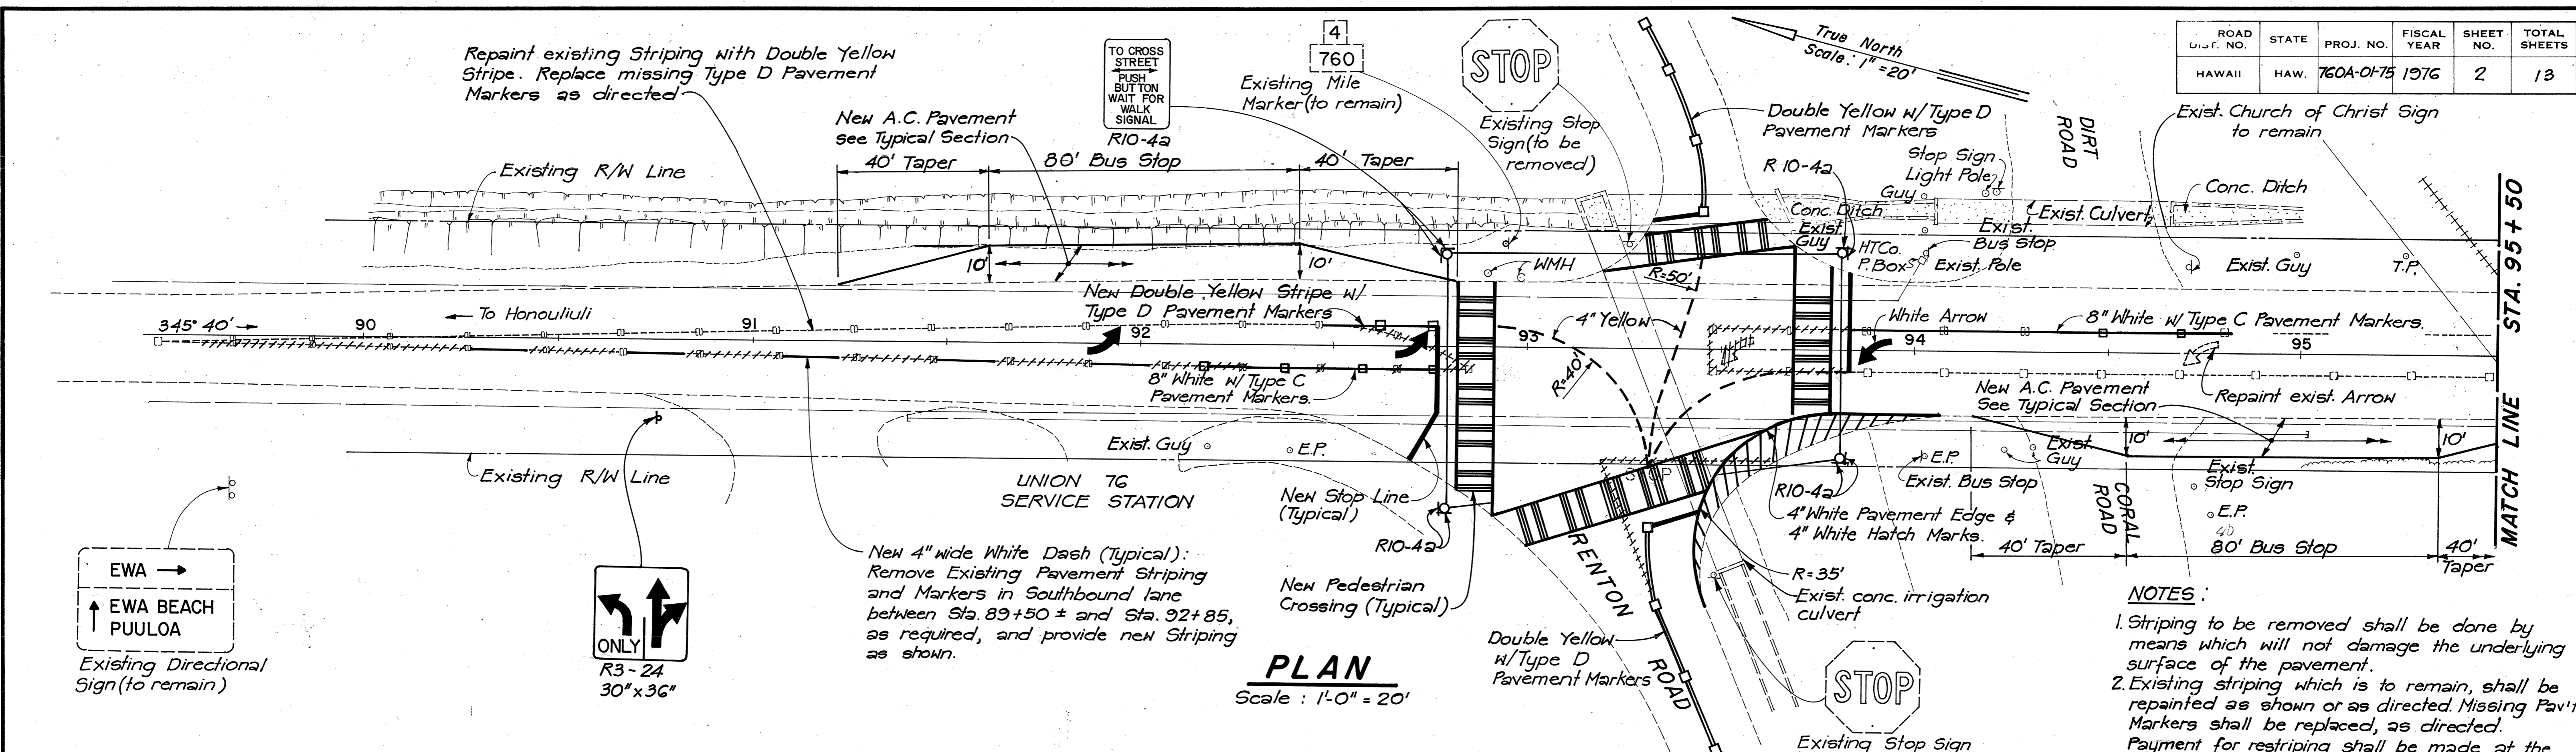 Repaint existing Striping with Double Yellow
Stripe. Replace missing Type D Pavement
Markers as directed
New A.C. Pavement
see Typical Section
TO CROSS
STREET
PUSH
BUTTON
WAIT FOR
WALK
SIGNAL
R10-4a
4
760
Existing Mile
Marker (to remain)
STOP
Existing Stop
Sign (to be
removed)
True North
Scale: 1" = 20'
ROAD DIST. NO. STATE PROJ. NO. FISCAL YEAR SHEET NO. TOTAL SHEETS
HAWAII HAW. 760A-01-75 1976 2 13
Double Yellow w/Type D
Pavement Markers
DIRT
ROAD
Exist. Church of Christ Sign
to remain
Existing R/W Line
40' Taper
80' Bus Stop
40' Taper
R 10-4a
Stop Sign
Light Pole
Guy
Conc. Ditch
Exist.
Guy
Exist. Culvert
Conc. Ditch
HTCo.
P. Box
Exist.
Bus Stop
Exist. Pole
Exist. Guy
T.P.
10'
10'
WMH
R=50'
MATCH LINE STA. 95+50
345° 40'
To Honouliuli
90
91
92
93
94
95
New Double Yellow Stripe w/
Type D Pavement Markers
4" Yellow
White Arrow
8" White w/ Type C Pavement Markers.
R=40'
8" White w/ Type C
Pavement Markers.
New A.C. Pavement
See Typical Section
Repaint exist. Arrow
10'
10'
Exist. Guy
E.P.
Existing R/W Line
UNION 76
SERVICE STATION
New Stop Line
(Typical)
R10-4a
R10-4a
E.P.
Exist. Bus Stop
Exist.
Guy
Exist.
Stop Sign
E.P.
40
CORAL
ROAD
4" White Pavement Edge &
4" White Hatch Marks.
40' Taper
80' Bus Stop
40'
Taper
EWA
EWA BEACH
PUULOA
Existing Directional
Sign (to remain)
ONLY
R3-24
30" x 36"
New 4" wide White Dash (Typical):
Remove Existing Pavement Striping
and Markers in Southbound lane
between Sta. 89+50 ± and Sta. 92+85,
as required, and provide new Striping
as shown.
New Pedestrian
Crossing (Typical)
RENTON
ROAD
R=35'
Exist. conc. irrigation
culvert
Double Yellow
w/Type D
Pavement Markers
PLAN
Scale : 1'-0" = 20'
STOP
Existing Stop Sign
NOTES :
1. Striping to be removed shall be done by
means which will not damage the underlying
surface of the pavement.
2. Existing striping which is to remain, shall be
repainted as shown or as directed. Missing Pav't
Markers shall be replaced, as directed.
Payment for restriping shall be made at the